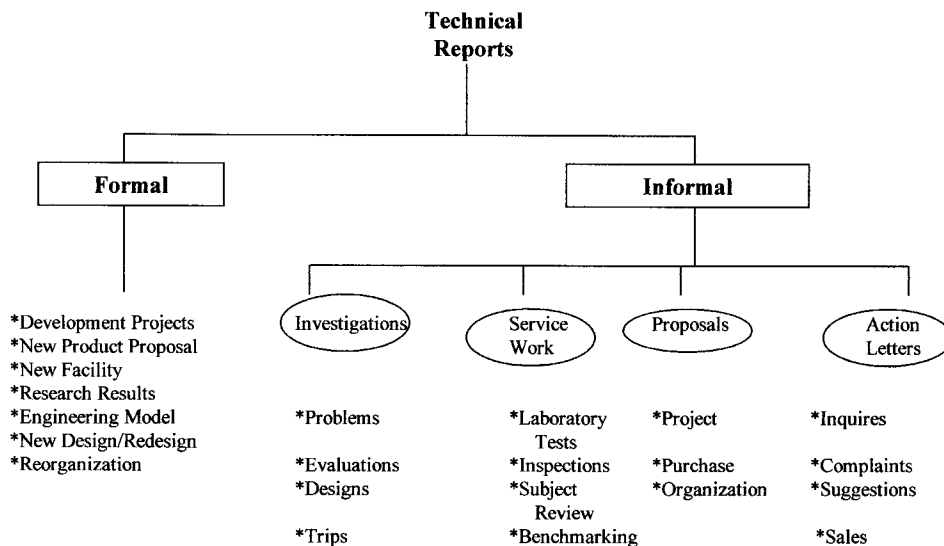 Technical
Reports
Formal
Informal
*Development Projects
*New Product Proposal
*New Facility
*Research Results
*Engineering Model
*New Design/Redesign
*Reorganization
Investigations
Service
Work
Proposals
Action
Letters
*Problems
*Evaluations
*Designs
*Trips
*Laboratory
Tests
*Inspections
*Subject
Review
*Benchmarking
*Project
*Purchase
*Organization
*Inquires
*Complaints
*Suggestions
*Sales